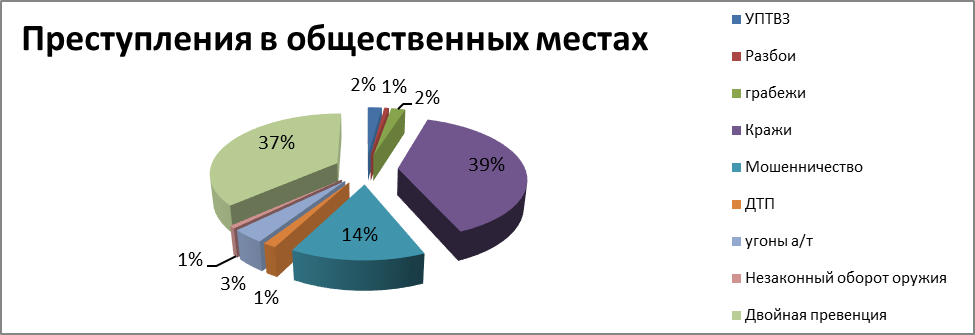 Преступления в общественных местах
2%
1%
2%
39%
14%
1%
3%
1%
37%
УПТВЗ
Разбои
грабежи
Кражи
Мошенничество
ДТП
угоны а/т
Незаконный оборот оружия
Двойная превенция